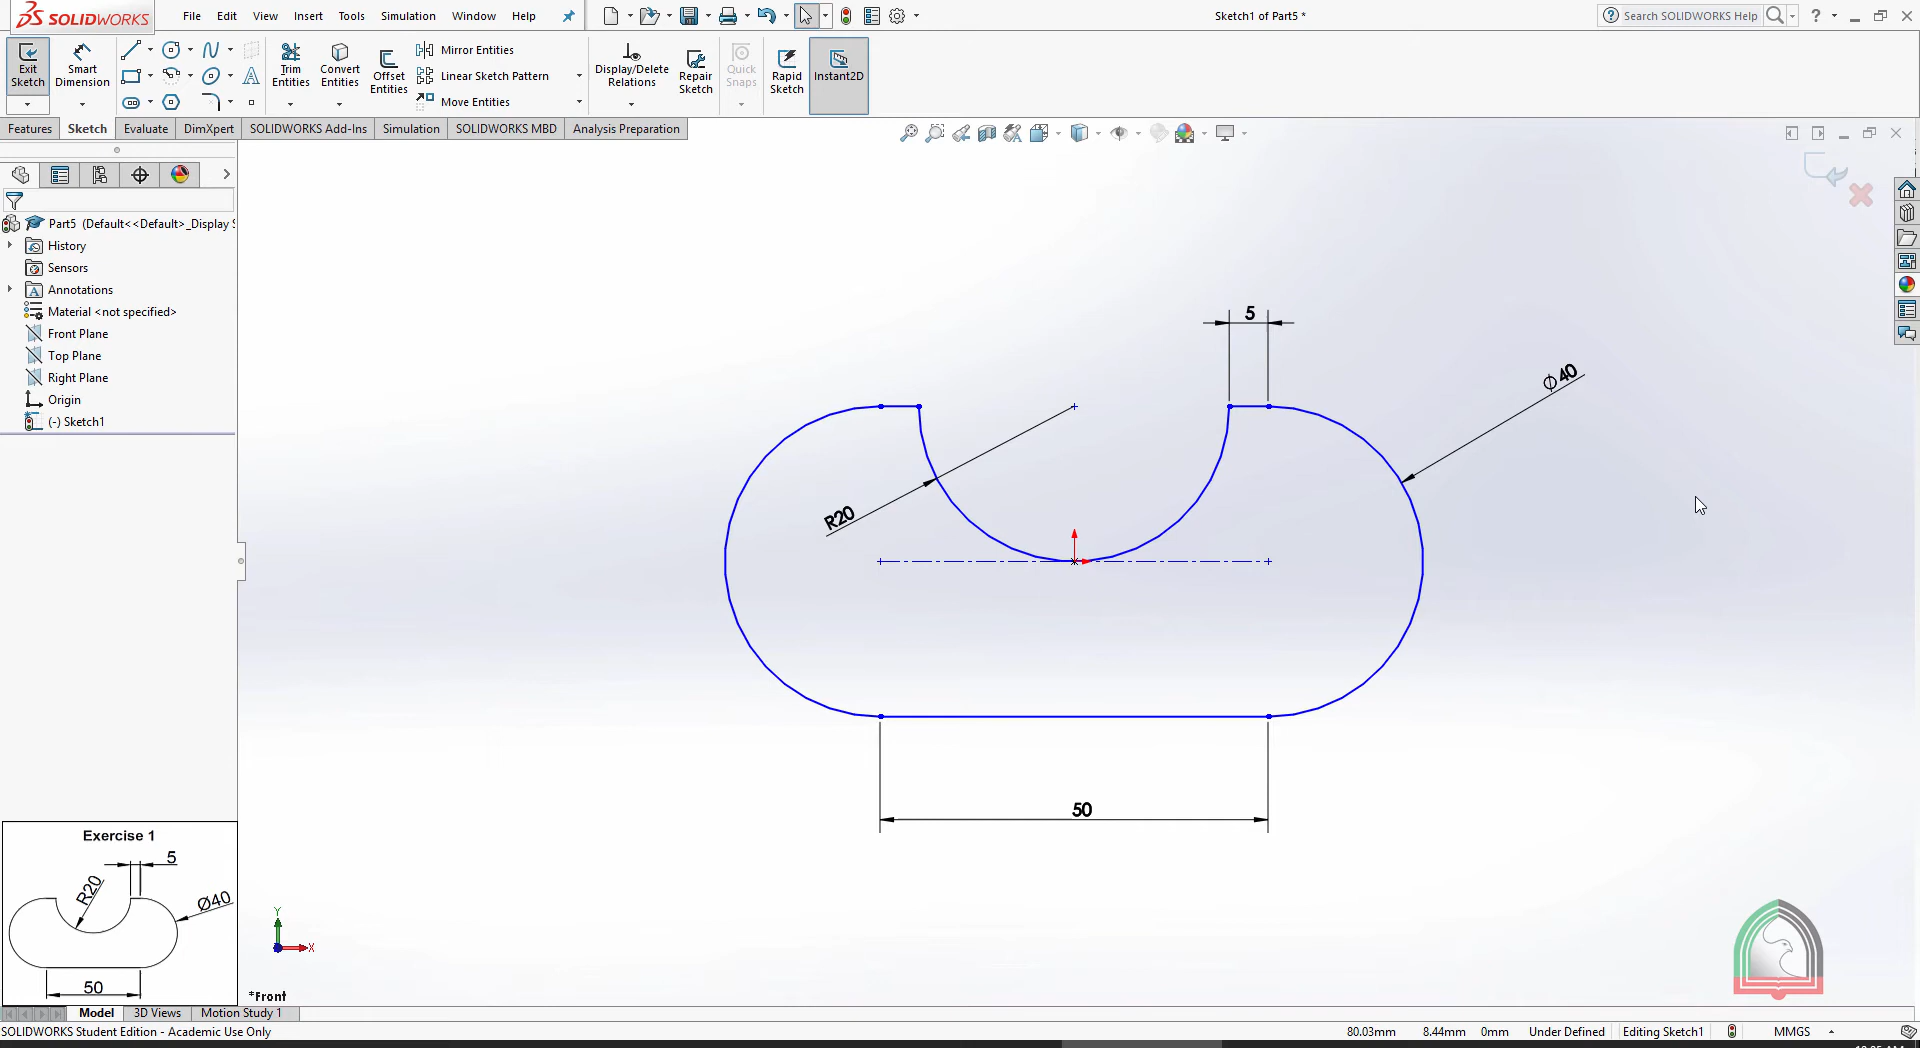 SOLIDWORKS
File Edit View Insert Tools Simulation Window Help
Sketch1 of Part5 *
Search SOLIDWORKS Help
Exit Sketch
Smart Dimension
Trim Entities
Convert Entities
Offset Entities
Mirror Entities
Linear Sketch Pattern
Move Entities
Display/Delete Relations
Repair Sketch
Quick Snaps
Rapid Sketch
Instant2D
Features Sketch Evaluate DimXpert SOLIDWORKS Add-Ins Simulation SOLIDWORKS MBD Analysis Preparation
Part5 (Default<<Default>_Display S
History
Sensors
Annotations
Material <not specified>
Front Plane
Top Plane
Right Plane
Origin
(-) Sketch1
5
Ø40
R20
50
Exercise 1
5
R20
Ø40
50
Y
X
*Front
Model 3D Views Motion Study 1
SOLIDWORKS Student Edition - Academic Use Only
80.03mm 8.44mm 0mm Under Defined Editing Sketch1 MMGS